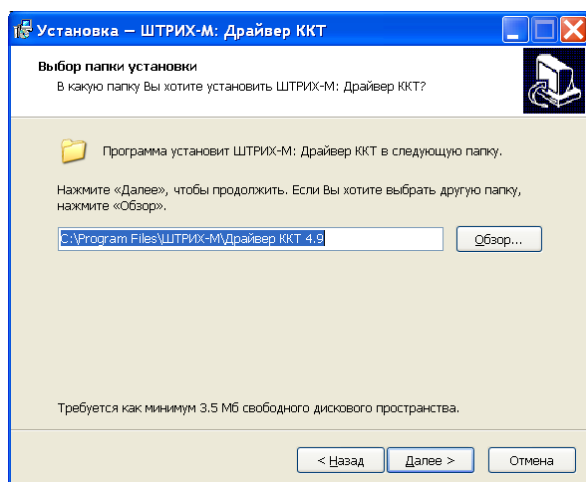 Установка — ШТРИХ-М: Драйвер ККТ
Выбор папки установки
В какую папку Вы хотите установить ШТРИХ-М: Драйвер ККТ?
Программа установит ШТРИХ-М: Драйвер ККТ в следующую папку.
Нажмите «Далее», чтобы продолжить. Если Вы хотите выбрать другую папку,
нажмите «Обзор».
C:\Program Files\ШТРИХ-М\Драйвер ККТ 4.9
Обзор...
Требуется как минимум 3.5 Мб свободного дискового пространства.
< Назад
Далее >
Отмена